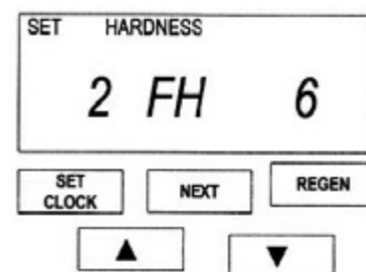 SET HARDNESS
2 FH 6
SET CLOCK NEXT REGEN
▲ ▼